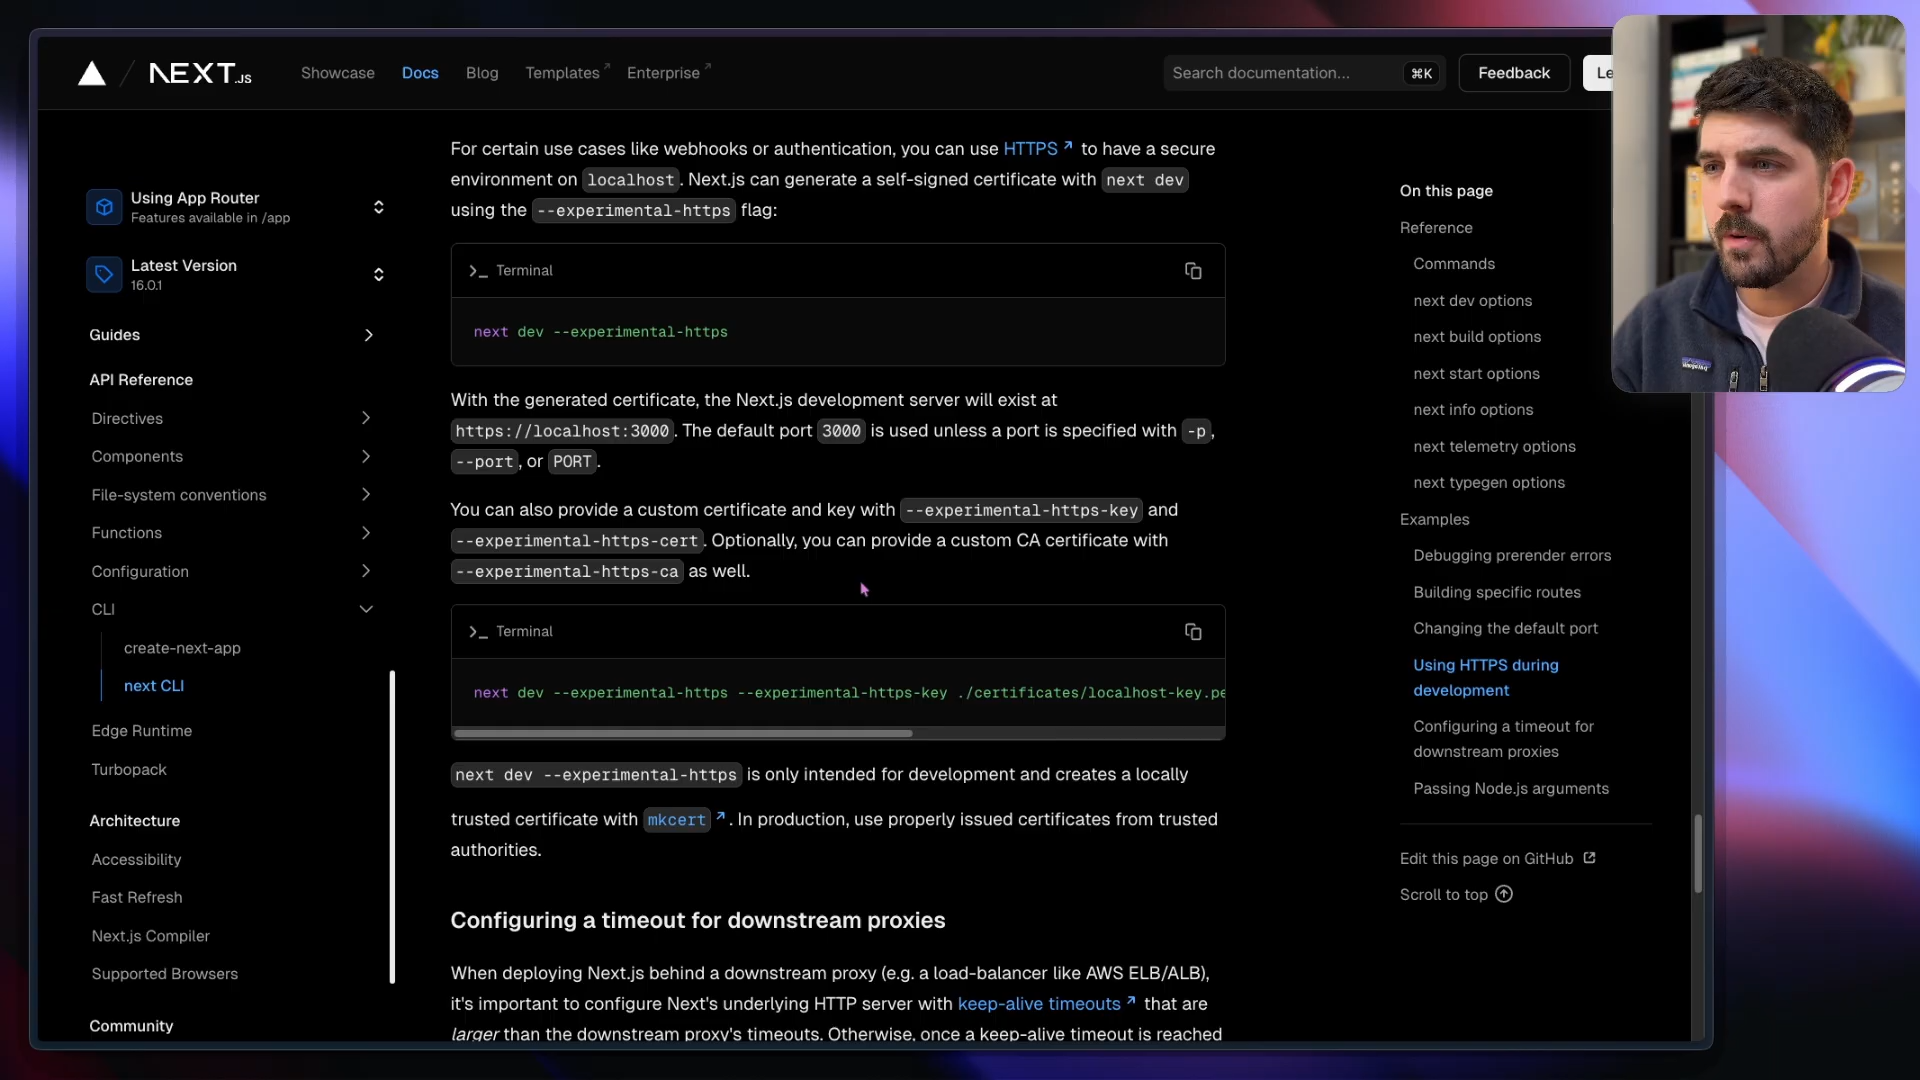 NEXT.JS
Showcase
Docs
Blog
Templates
Enterprise
Search documentation...
⌘K
Feedback
Le
Using App Router
Features available in /app
Latest Version
16.0.1
Guides
API Reference
Directives
Components
File-system conventions
Functions
Configuration
CLI
create-next-app
next CLI
Edge Runtime
Turbopack
Architecture
Accessibility
Fast Refresh
Next.js Compiler
Supported Browsers
Community
For certain use cases like webhooks or authentication, you can use HTTPS to have a secure
environment on localhost. Next.js can generate a self-signed certificate with next dev
using the --experimental-https flag:
Terminal
next dev --experimental-https
With the generated certificate, the Next.js development server will exist at
https://localhost:3000. The default port 3000 is used unless a port is specified with -p,
--port, or PORT.
You can also provide a custom certificate and key with --experimental-https-key and
--experimental-https-cert. Optionally, you can provide a custom CA certificate with
--experimental-https-ca as well.
Terminal
next dev --experimental-https --experimental-https-key ./certificates/localhost-key.pe
next dev --experimental-https is only intended for development and creates a locally
trusted certificate with mkcert. In production, use properly issued certificates from trusted
authorities.
Configuring a timeout for downstream proxies
When deploying Next.js behind a downstream proxy (e.g. a load-balancer like AWS ELB/ALB),
it's important to configure Next's underlying HTTP server with keep-alive timeouts that are
larger than the downstream proxy's timeouts. Otherwise, once a keep-alive timeout is reached
On this page
Reference
Commands
next dev options
next build options
next start options
next info options
next telemetry options
next typegen options
Examples
Debugging prerender errors
Building specific routes
Changing the default port
Using HTTPS during
development
Configuring a timeout for
downstream proxies
Passing Node.js arguments
Edit this page on GitHub
Scroll to top